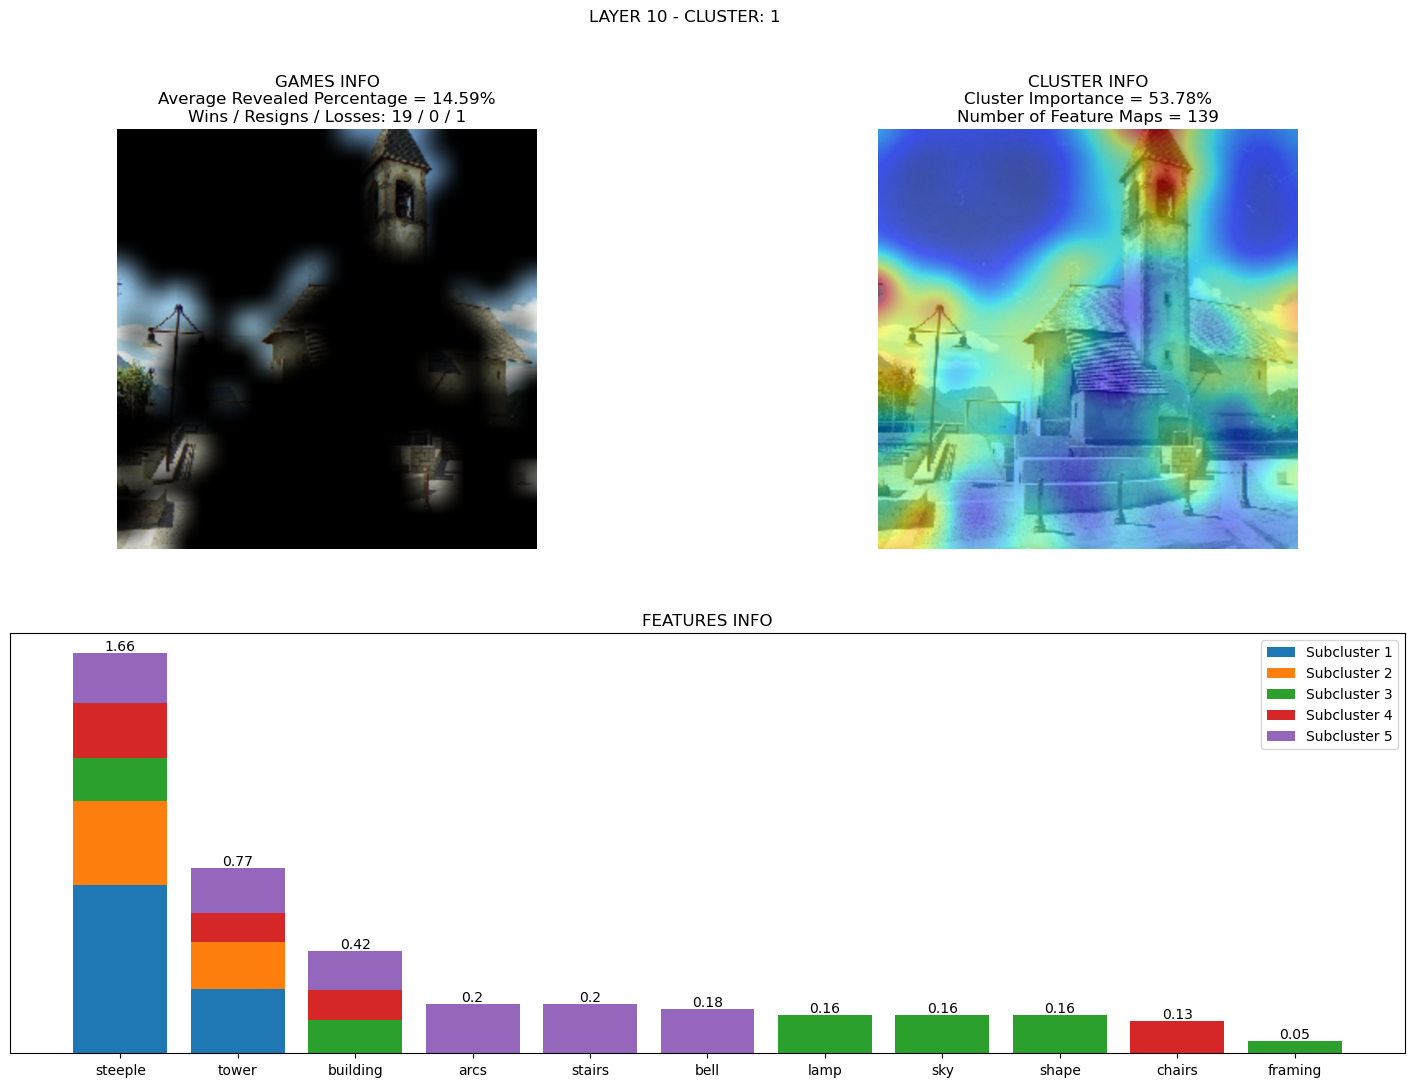 LAYER 10 - CLUSTER: 1
GAMES INFO
Average Revealed Percentage = 14.59%
Wins / Resigns / Losses: 19 / 0 / 1
CLUSTER INFO
Cluster Importance = 53.78%
Number of Feature Maps = 139
FEATURES INFO
1.66
0.77
0.42
0.2
0.2
0.18
0.16
0.16
0.16
0.13
0.05
Subcluster 1
Subcluster 2
Subcluster 3
Subcluster 4
Subcluster 5
steeple
tower
building
arcs
stairs
bell
lamp
sky
shape
chairs
framing